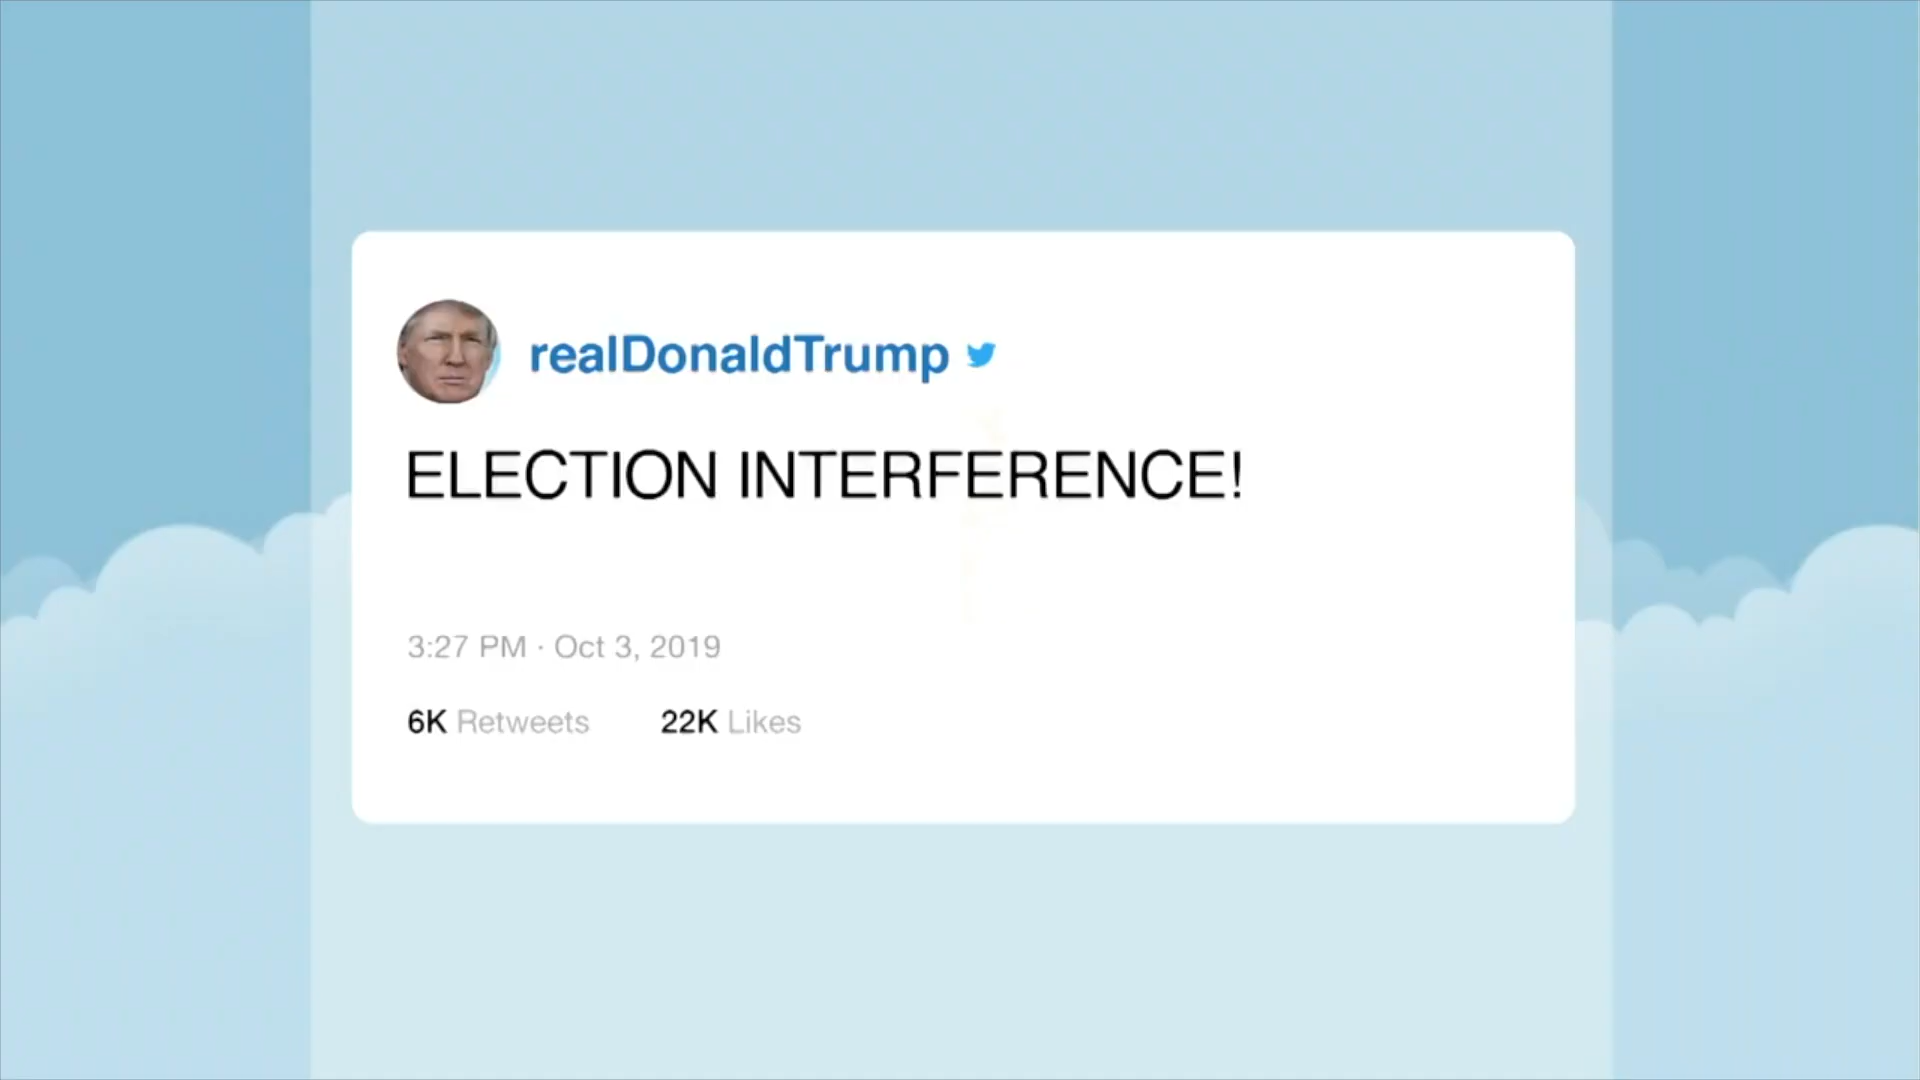 realDonaldTrump
ELECTION INTERFERENCE!
3:27 PM · Oct 3, 2019
6K Retweets 22K Likes